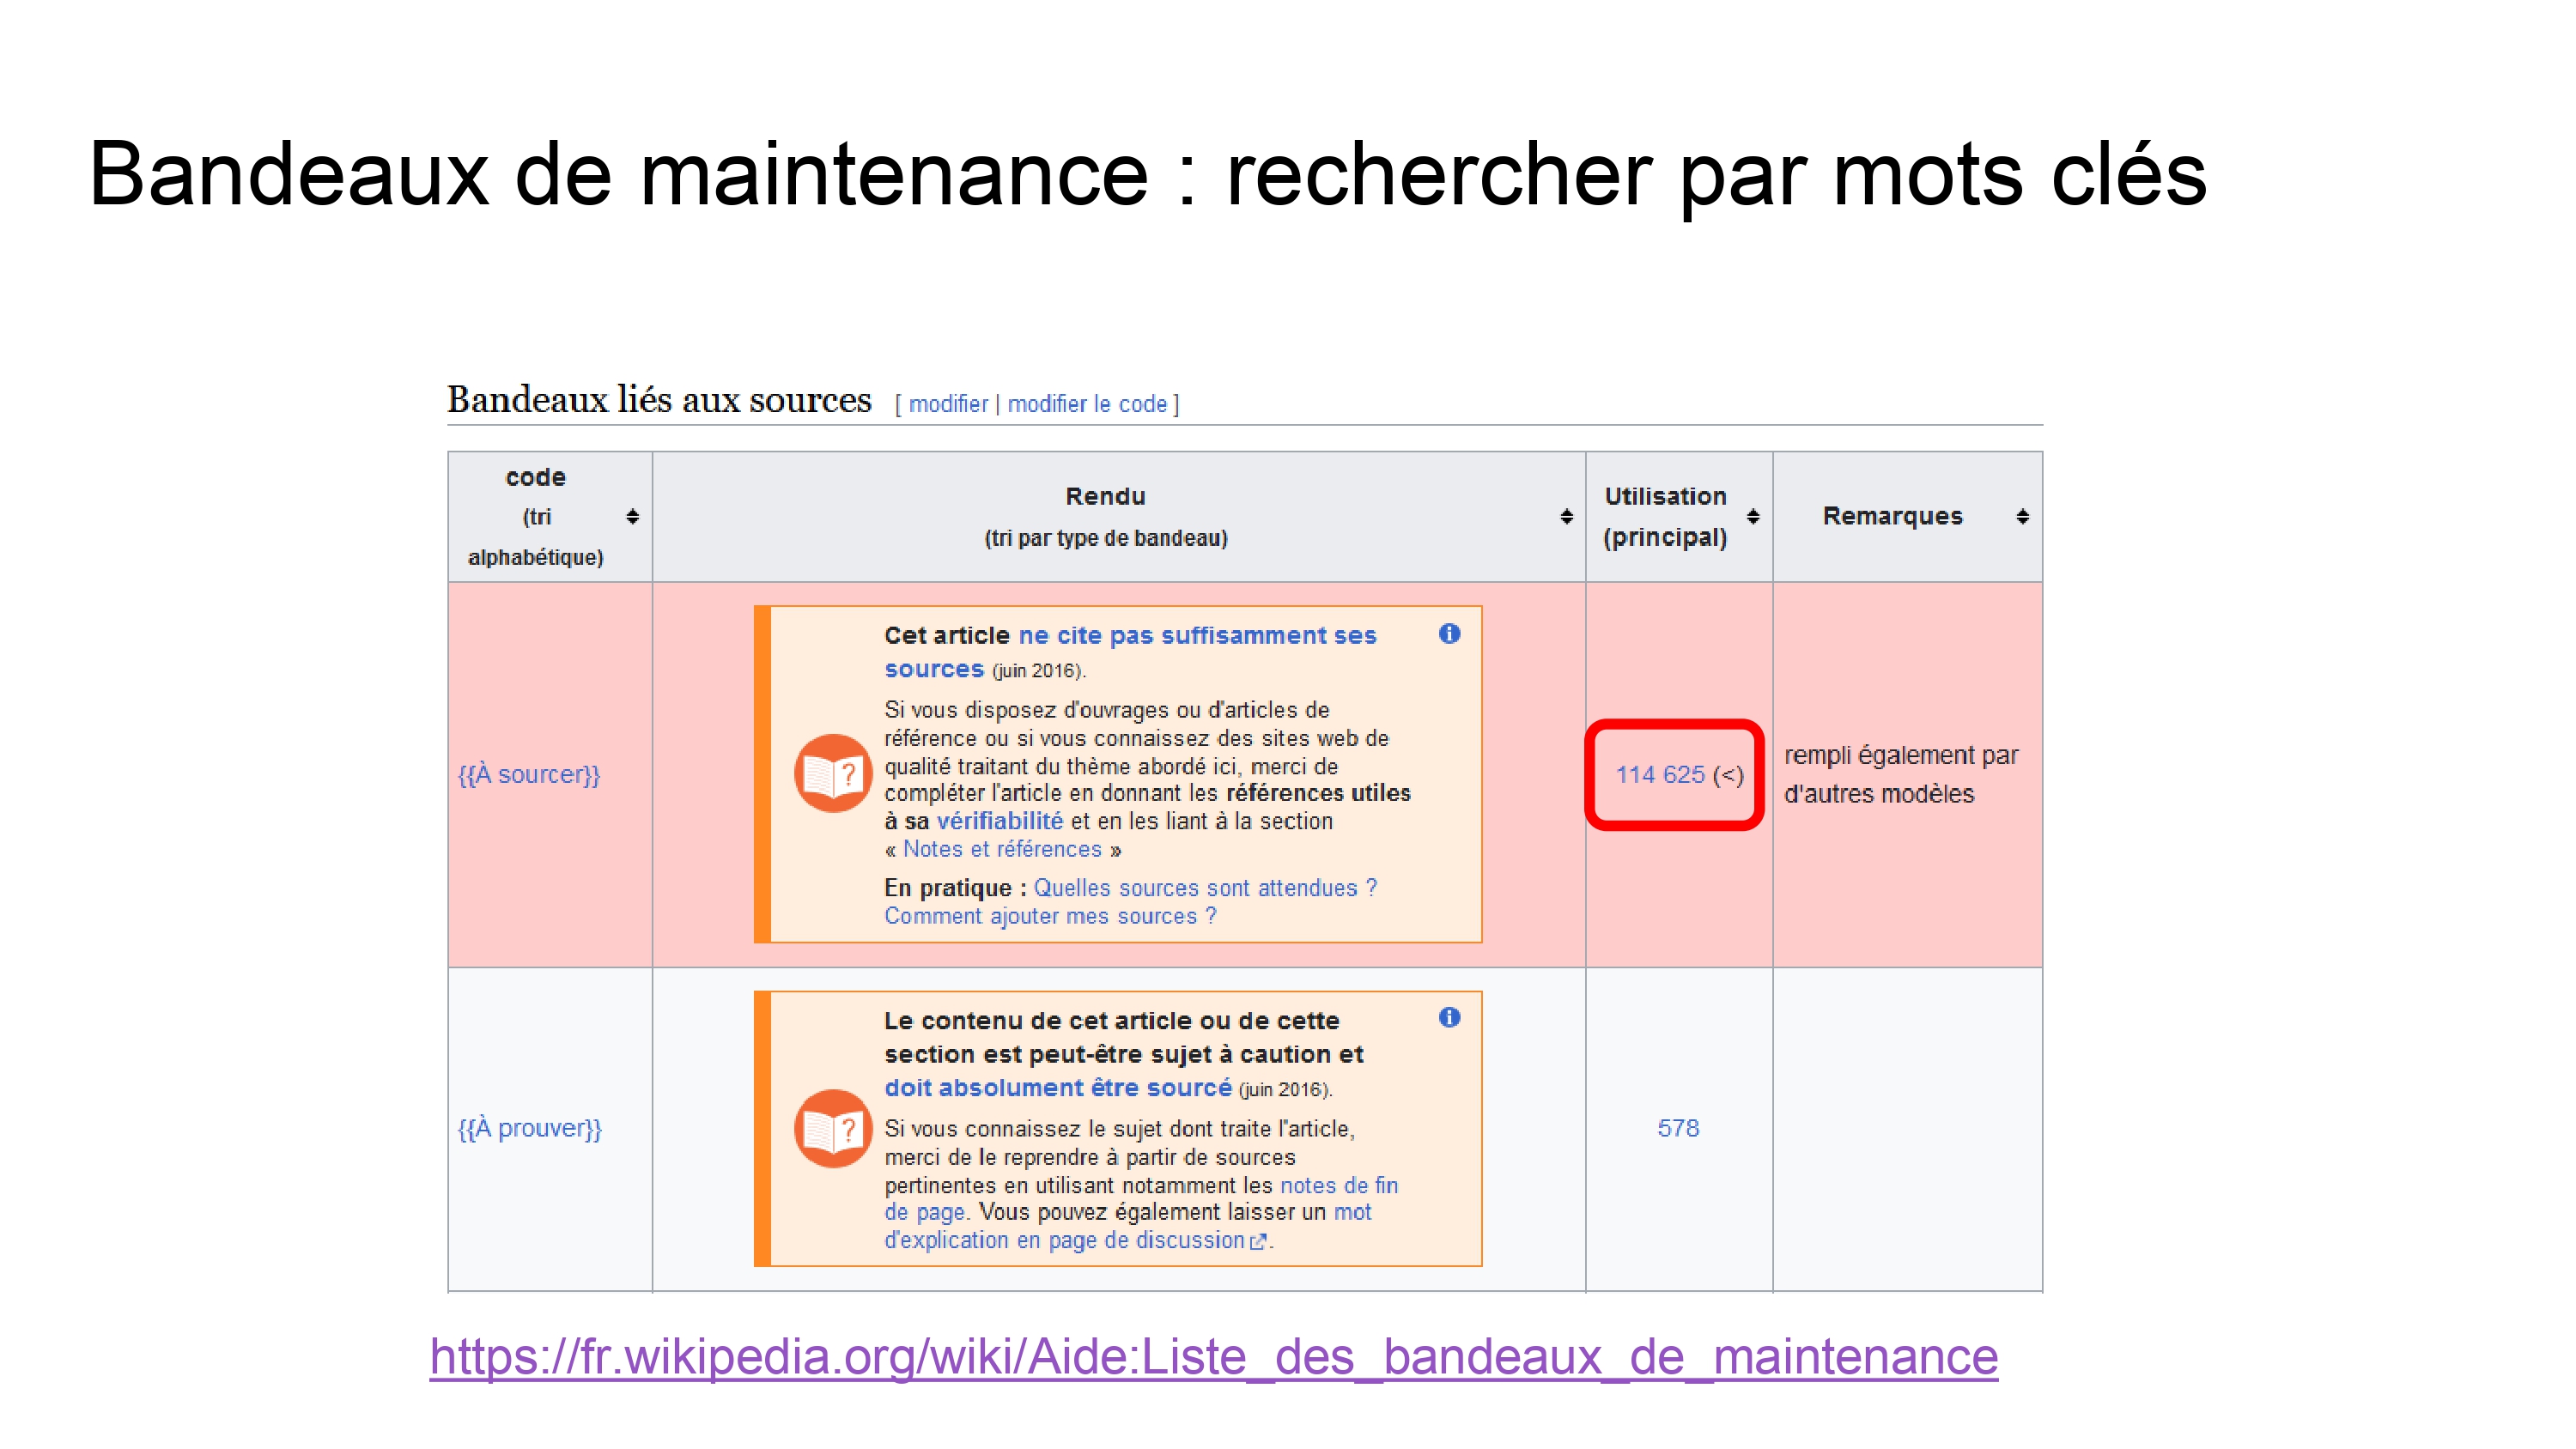 Bandeaux de maintenance : rechercher par mots clés
Bandeaux liés aux sources [ modifier | modifier le code ]
code
(tri
alphabétique)
Rendu
(tri par type de bandeau)
Utilisation
(principal)
Remarques
{{À sourcer}}
Cet article ne cite pas suffisamment ses
sources (juin 2016).
Si vous disposez d'ouvrages ou d'articles de
référence ou si vous connaissez des sites web de
qualité traitant du thème abordé ici, merci de
compléter l'article en donnant les références utiles
à sa vérifiabilité et en les liant à la section
« Notes et références »
En pratique : Quelles sources sont attendues ?
Comment ajouter mes sources ?
114 625 (<)
rempli également par
d'autres modèles
{{À prouver}}
Le contenu de cet article ou de cette
section est peut-être sujet à caution et
doit absolument être sourcé (juin 2016).
Si vous connaissez le sujet dont traite l'article,
merci de le reprendre à partir de sources
pertinentes en utilisant notamment les notes de fin
de page. Vous pouvez également laisser un mot
d'explication en page de discussion.
578
https://fr.wikipedia.org/wiki/Aide:Liste_des_bandeaux_de_maintenance